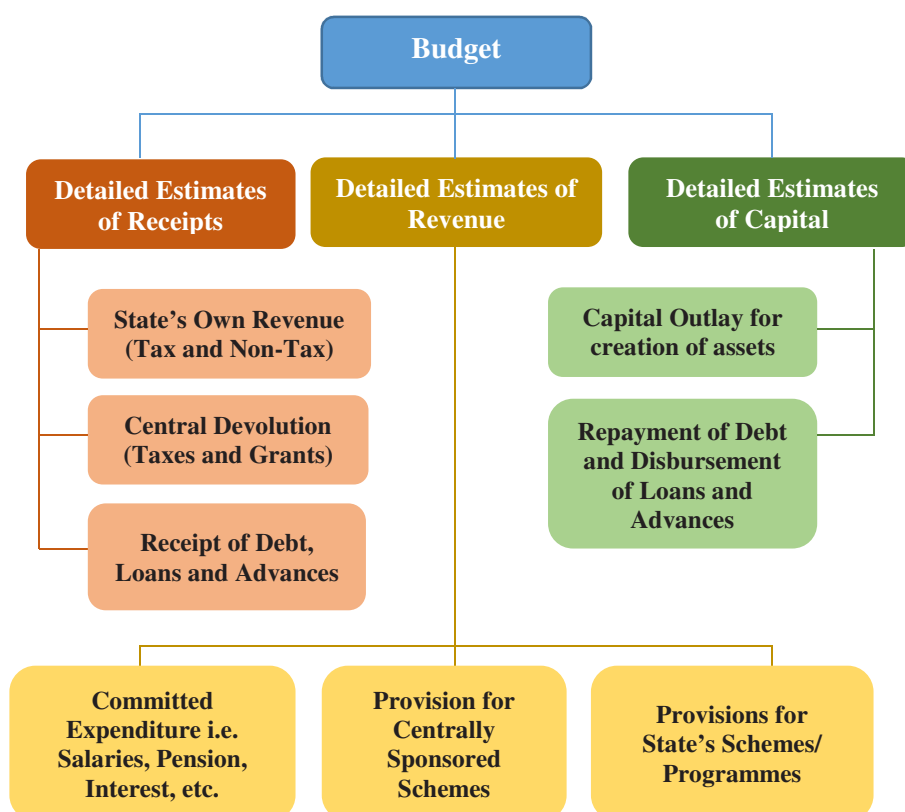 Budget
Detailed Estimates
of Receipts
Detailed Estimates of
Revenue
Detailed Estimates
of Capital
State’s Own Revenue
(Tax and Non-Tax)
Central Devolution
(Taxes and Grants)
Receipt of Debt,
Loans and Advances
Capital Outlay for
creation of assets
Repayment of Debt
and Disbursement
of Loans and
Advances
Committed
Expenditure i.e.
Salaries, Pension,
Interest, etc.
Provision for
Centrally
Sponsored
Schemes
Provisions for
State’s Schemes/
Programmes